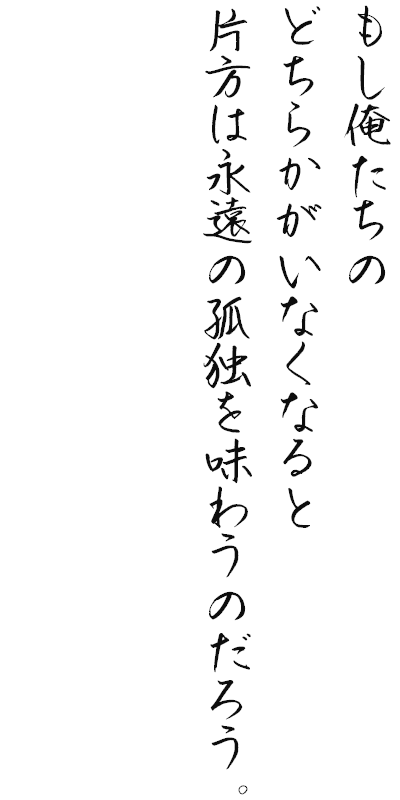 もし俺たちの
どちらかがいなくなると
片方は永遠の孤独を味わうのだろう。